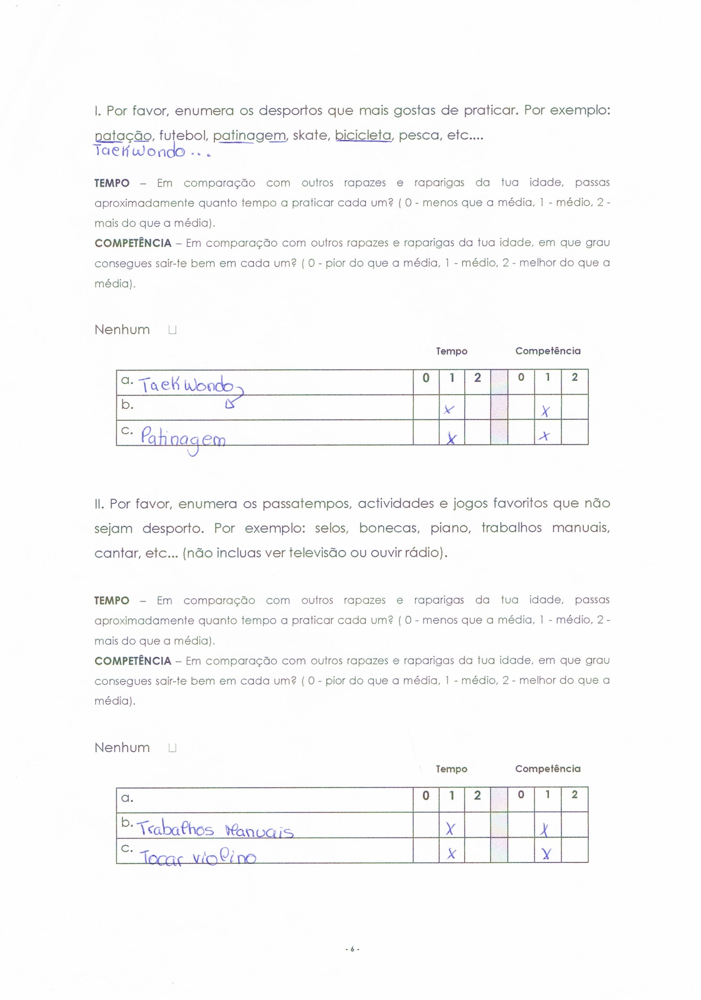 I. Por favor, enumera os desportos que mais gostas de praticar. Por exemplo:
natação, futebol, patinagem, skate, bicicleta, pesca, etc....
Taekwondo ...
TEMPO – Em comparação com outros rapazes e raparigas da tua idade, passas
aproximadamente quanto tempo a praticar cada um? ( 0 - menos que a média, 1 - médio, 2 -
mais do que a média).
COMPETÊNCIA – Em comparação com outros rapazes e raparigas da tua idade, em que grau
consegues sair-te bem em cada um? ( 0 - pior do que a média, 1 - médio, 2 - melhor do que a
média).
Nenhum
Tempo Competência
a. Taekwondo 0 1 2 0 1 2
b. x x
c. Patinagem x x
II. Por favor, enumera os passatempos, actividades e jogos favoritos que não
sejam desporto. Por exemplo: selos, bonecas, piano, trabalhos manuais,
cantar, etc... (não incluas ver televisão ou ouvir rádio).
TEMPO – Em comparação com outros rapazes e raparigas da tua idade, passas
aproximadamente quanto tempo a praticar cada um? ( 0 - menos que a média, 1 - médio, 2 -
mais do que a média).
COMPETÊNCIA – Em comparação com outros rapazes e raparigas da tua idade, em que grau
consegues sair-te bem em cada um? ( 0 - pior do que a média, 1 - médio, 2 - melhor do que a
média).
Nenhum
Tempo Competência
a. 0 1 2 0 1 2
b. Trabalhos Manuais x x
c. Tocar violino x x
- 6 -